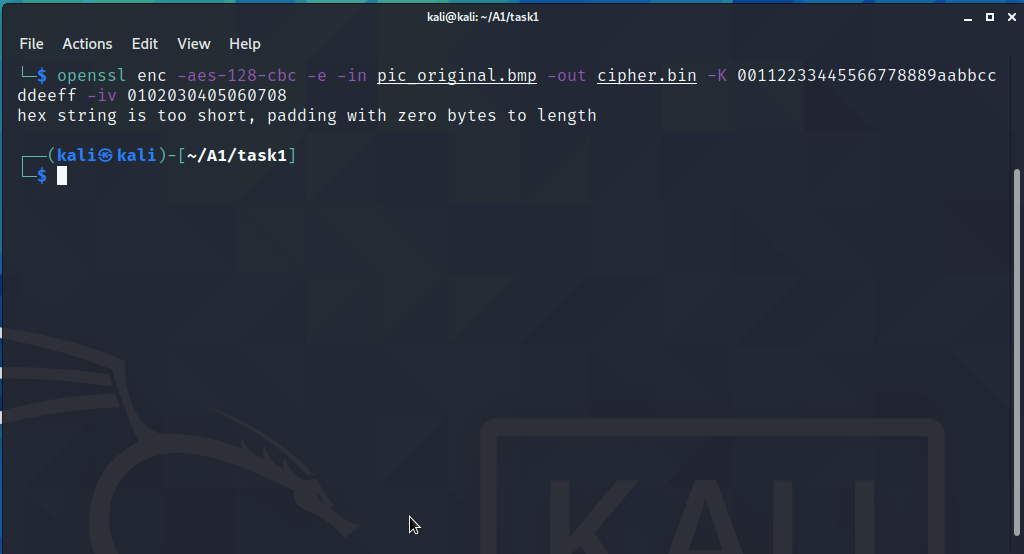 kali@kali: ~/A1/task1
File Actions Edit View Help
└─$ openssl enc -aes-128-cbc -e -in pic_original.bmp -out cipher.bin -K 00112233445566778889aabbcc
ddeeff -iv 0102030405060708
hex string is too short, padding with zero bytes to length
┌──(kali㉿kali)-[~/A1/task1]
└─$
KALI